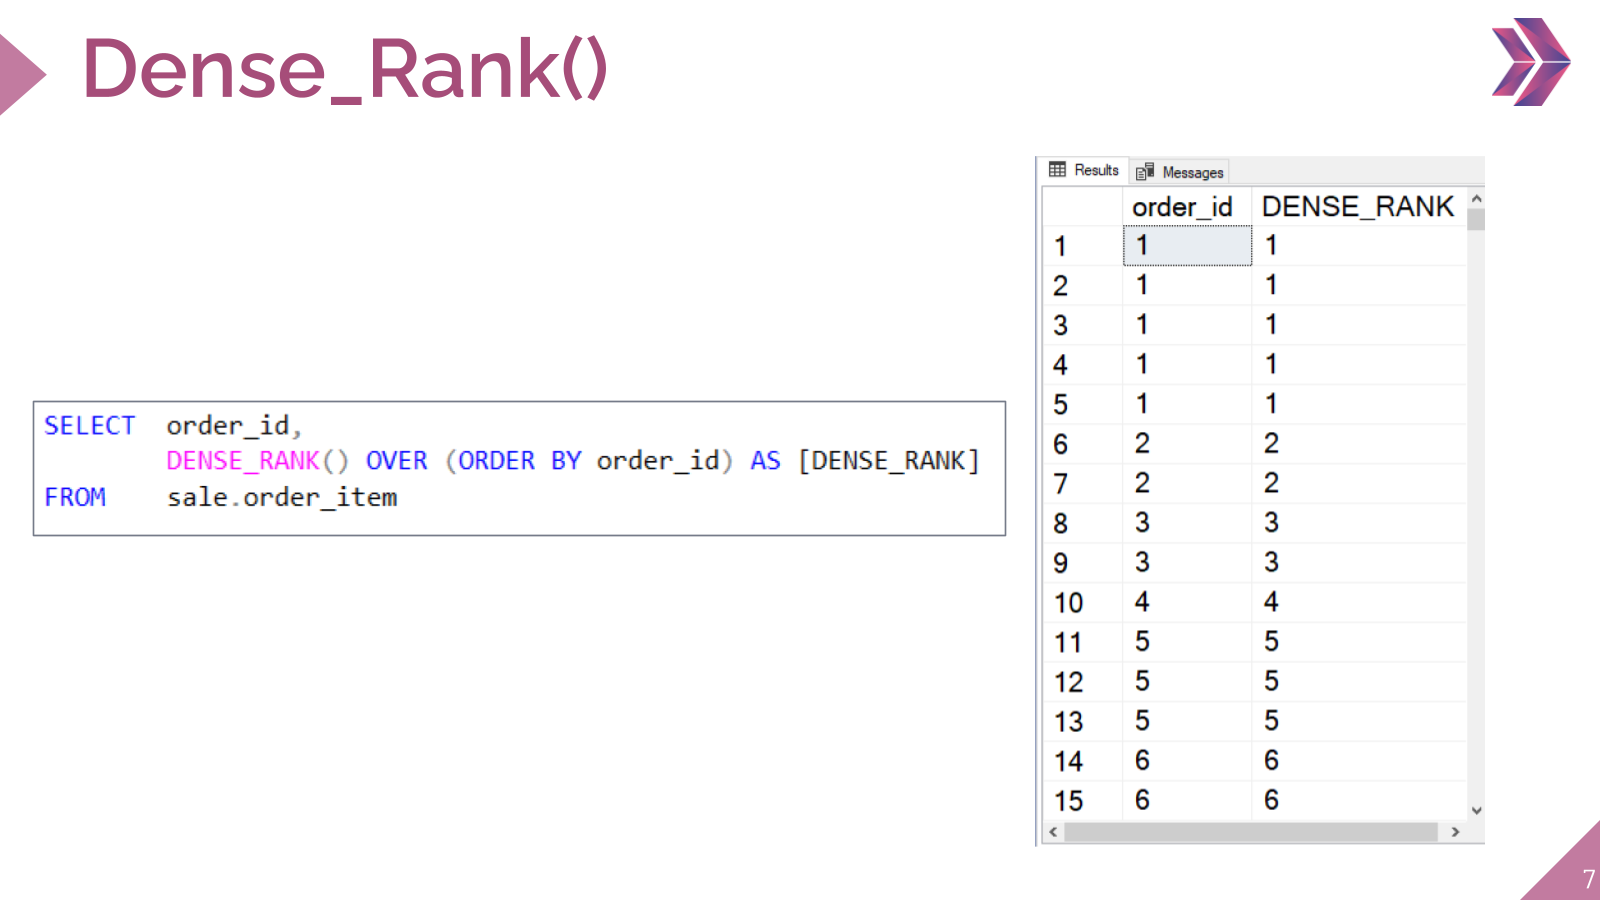 Dense_Rank()
SELECT order_id,
DENSE_RANK() OVER (ORDER BY order_id) AS [DENSE_RANK]
FROM sale.order_item
Results Messages
order_id DENSE_RANK
1 1 1
2 1 1
3 1 1
4 1 1
5 1 1
6 2 2
7 2 2
8 3 3
9 3 3
10 4 4
11 5 5
12 5 5
13 5 5
14 6 6
15 6 6
7